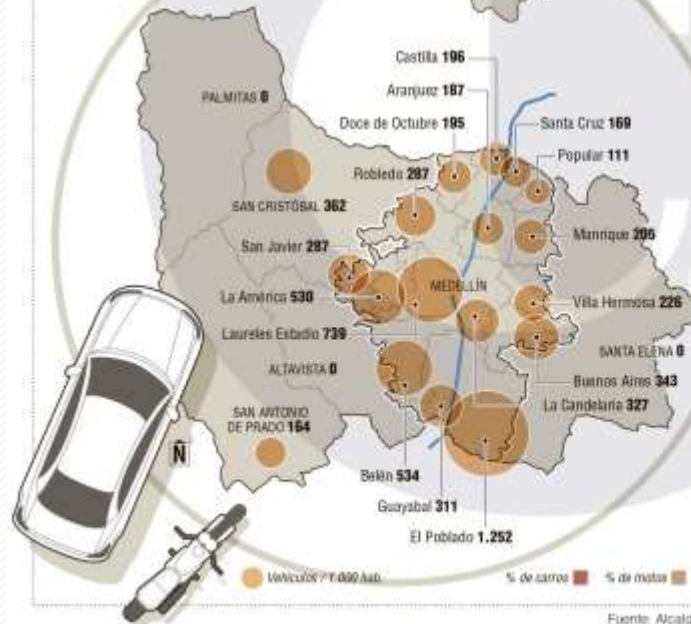 Castilla 196
Aranjuez 187
PALMITAS 0
Doce de Octubre 195
Santa Cruz 169
Popular 111
Robledo 287
SAN CRISTÓBAL 362
San Javier 287
Manrique 205
MEDELLÍN
La América 530
Villa Hermosa 226
Laureles Estadio 739
SANTA ELENA 0
ALTAVISTA 0
Buenos Aires 343
La Candelaria 327
SAN ANTONIO
DE PRADO 164
Ñ
Belén 534
Guayabal 311
El Poblado 1.252
Vehículos / 1.000 hab.
% de carros
% de motos
Fuente: Alcald